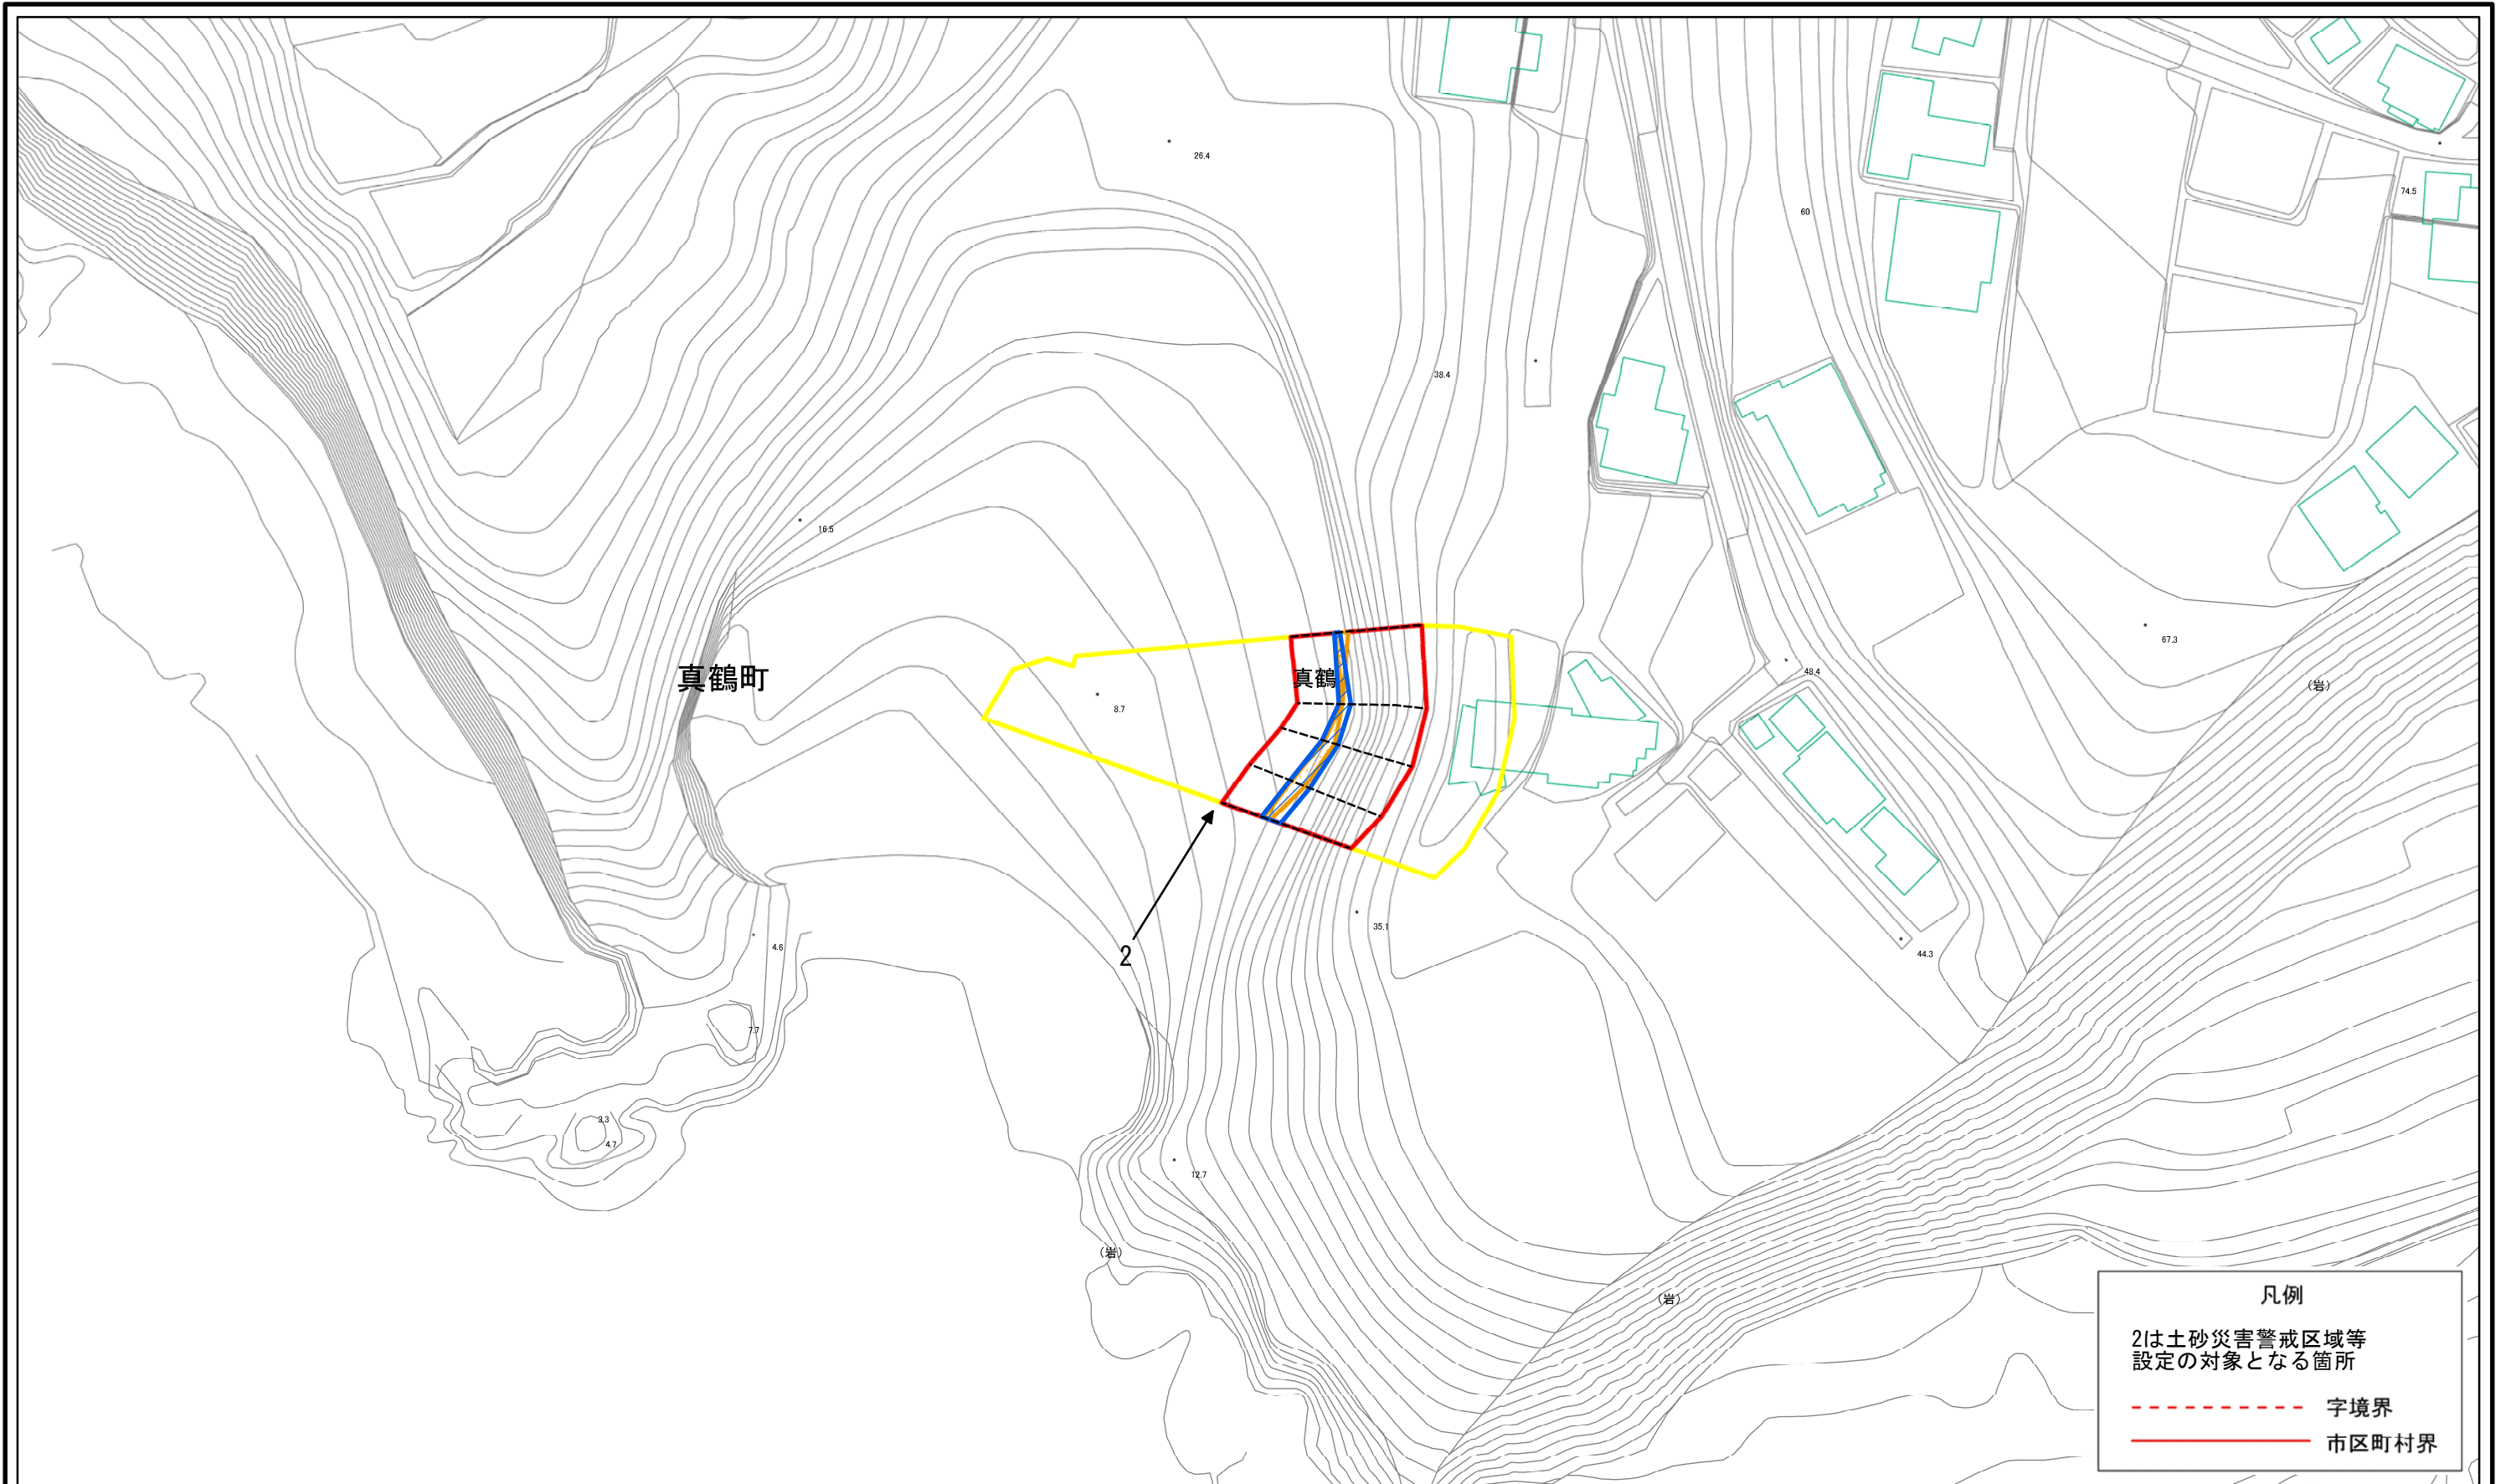 26.4
74.5
60
38.4
16.5
67.3
48.4
真鶴町
真鶴
(岩)
8.7
35.1
4.6
2
44.3
7.7
3.3
4.7
12.7
(岩)
(岩)
凡例
2は土砂災害警戒区域等
設定の対象となる箇所
字境界
市区町村界